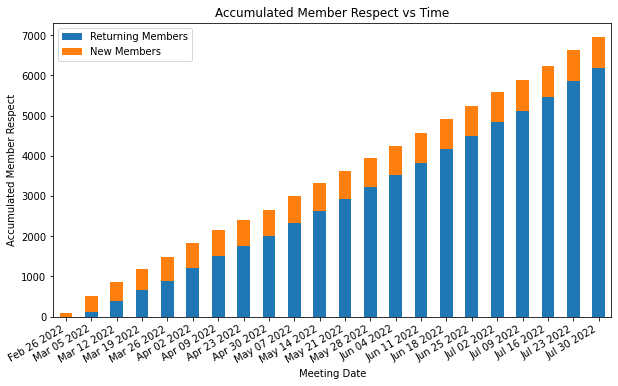 Accumulated Member Respect vs Time
Returning Members
New Members
Accumulated Member Respect
7000
6000
5000
4000
3000
2000
1000
0
Feb 26 2022
Mar 05 2022
Mar 12 2022
Mar 19 2022
Mar 26 2022
Apr 02 2022
Apr 09 2022
Apr 23 2022
Apr 30 2022
May 07 2022
May 14 2022
May 21 2022
May 28 2022
Jun 04 2022
Jun 11 2022
Jun 18 2022
Jun 25 2022
Jul 02 2022
Jul 09 2022
Jul 16 2022
Jul 23 2022
Jul 30 2022
Meeting Date